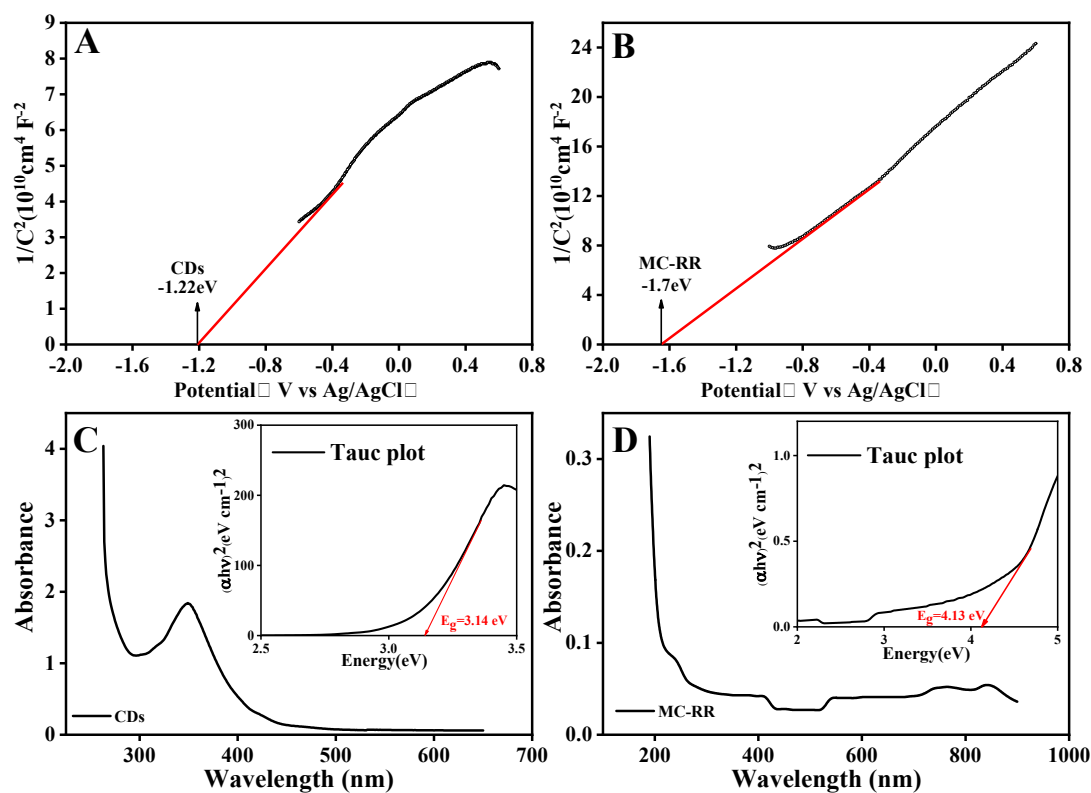 A
9
8
7
6
5
4
3
2
1
0
1/C²(10¹⁰cm⁴ F⁻²
CDs
-1.22eV
-2.0 -1.6 -1.2 -0.8 -0.4 0.0 0.4 0.8
Potential□ V vs Ag/AgCl□
B
24
20
16
12
8
4
0
1/C²(10¹⁰cm⁴ F⁻²
MC-RR
-1.7eV
-2.0 -1.6 -1.2 -0.8 -0.4 0.0 0.4 0.8
Potential□ V vs Ag/AgCl□
C
4
3
2
1
0
Absorbance
300 400 500 600 700
Wavelength (nm)
CDs
Tauc plot
300
200
100
0
(αhν)²(eV cm⁻¹)²
Eg=3.14 eV
2.5 3.0 3.5
Energy(eV)
D
0.3
0.2
0.1
0.0
Absorbance
200 400 600 800 1000
Wavelength (nm)
MC-RR
Tauc plot
1.0
0.5
0.0
(αhν)²(eV cm⁻¹)²
Eg=4.13 eV
2 3 4 5
Energy(eV)